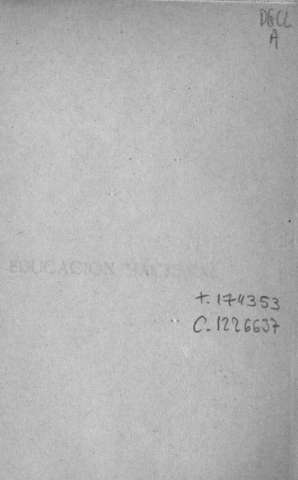 DGCL
A
EDUCACION NACIONAL
t. 174353
C. 1226637